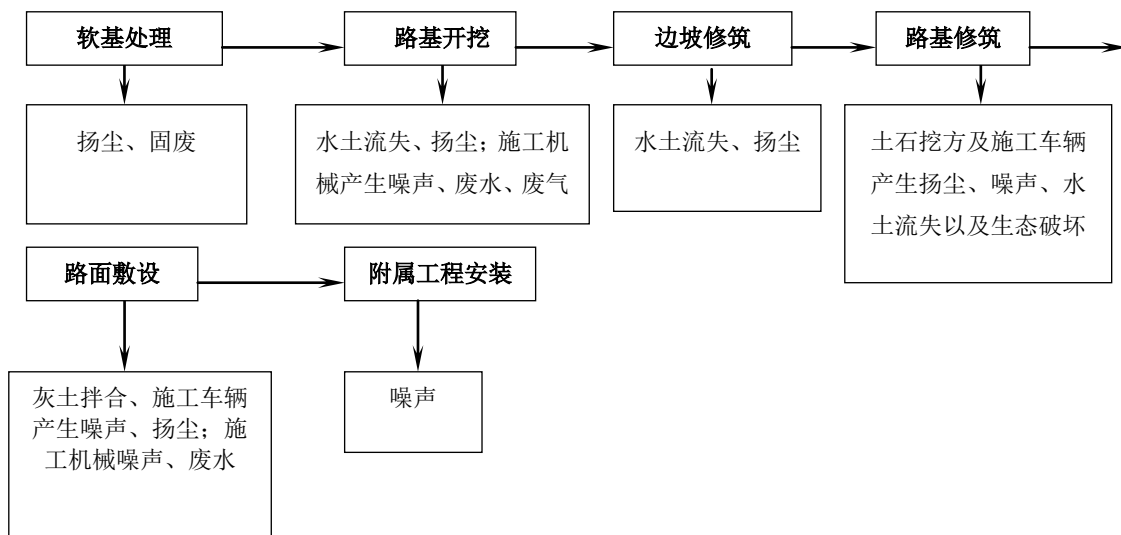 软基处理
路基开挖
边坡修筑
路基修筑
扬尘、固废
水土流失、扬尘；施工机
械产生噪声、废水、废气
水土流失、扬尘
土石挖方及施工车辆
产生扬尘、噪声、水
土流失以及生态破坏
路面敷设
附属工程安装
灰土拌合、施工车辆
产生噪声、扬尘；施
工机械噪声、废水
噪声